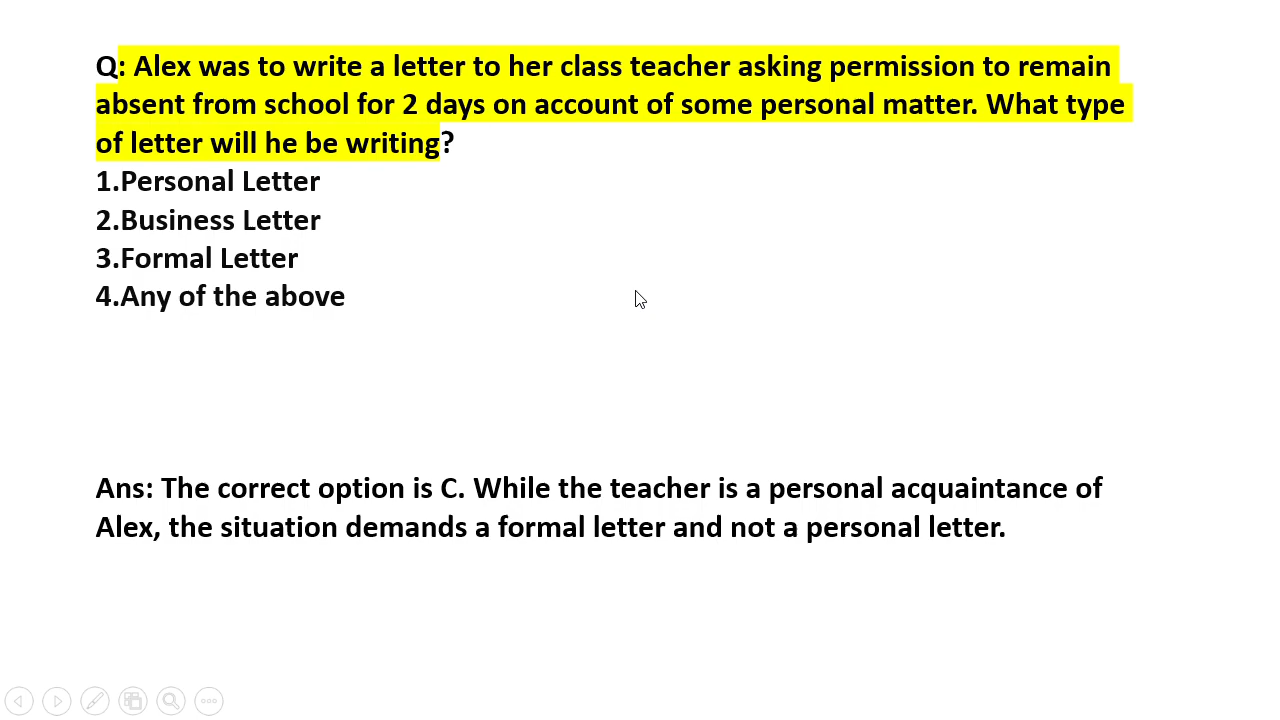 Q: Alex was to write a letter to her class teacher asking permission to remain
absent from school for 2 days on account of some personal matter. What type
of letter will he be writing?
1.Personal Letter
2.Business Letter
3.Formal Letter
4.Any of the above
Ans: The correct option is C. While the teacher is a personal acquaintance of
Alex, the situation demands a formal letter and not a personal letter.